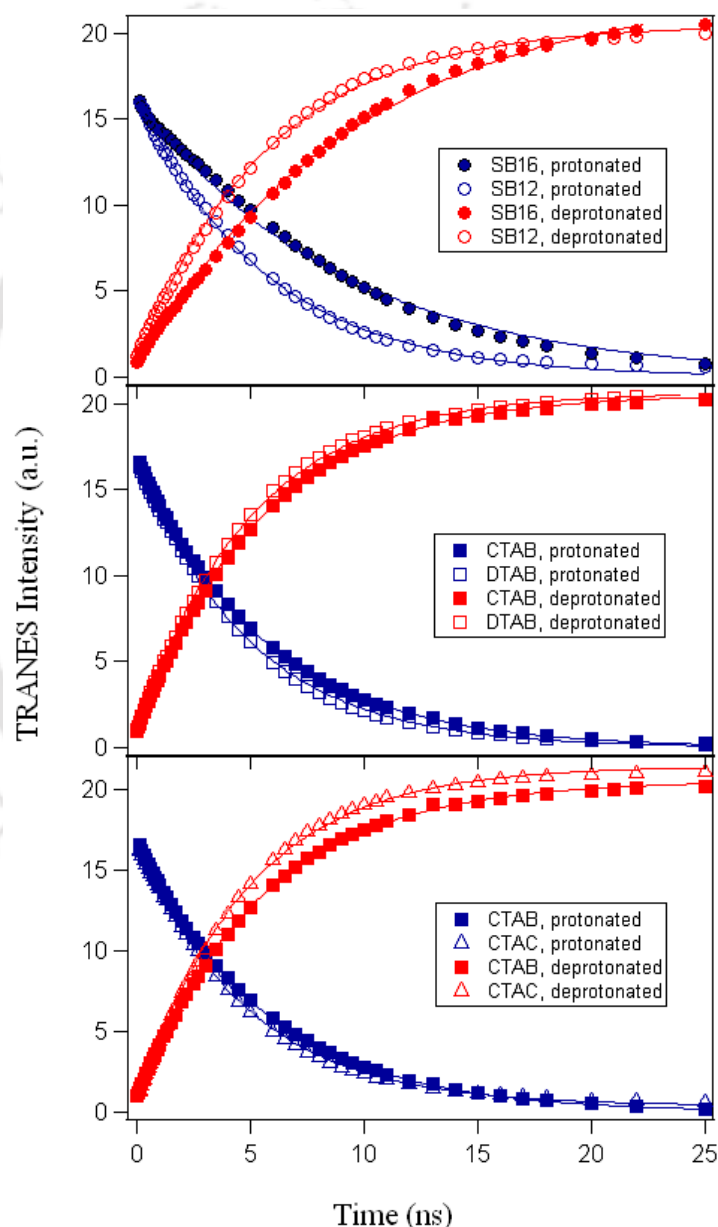 TRANES Intensity (a.u.)
20
15
10
5
0
SB16, protonated
SB12, protonated
SB16, deprotonated
SB12, deprotonated
20
15
10
5
0
CTAB, protonated
DTAB, protonated
CTAB, deprotonated
DTAB, deprotonated
20
15
10
5
0
CTAB, protonated
CTAC, protonated
CTAB, deprotonated
CTAC, deprotonated
0 5 10 15 20 25
Time (ns)